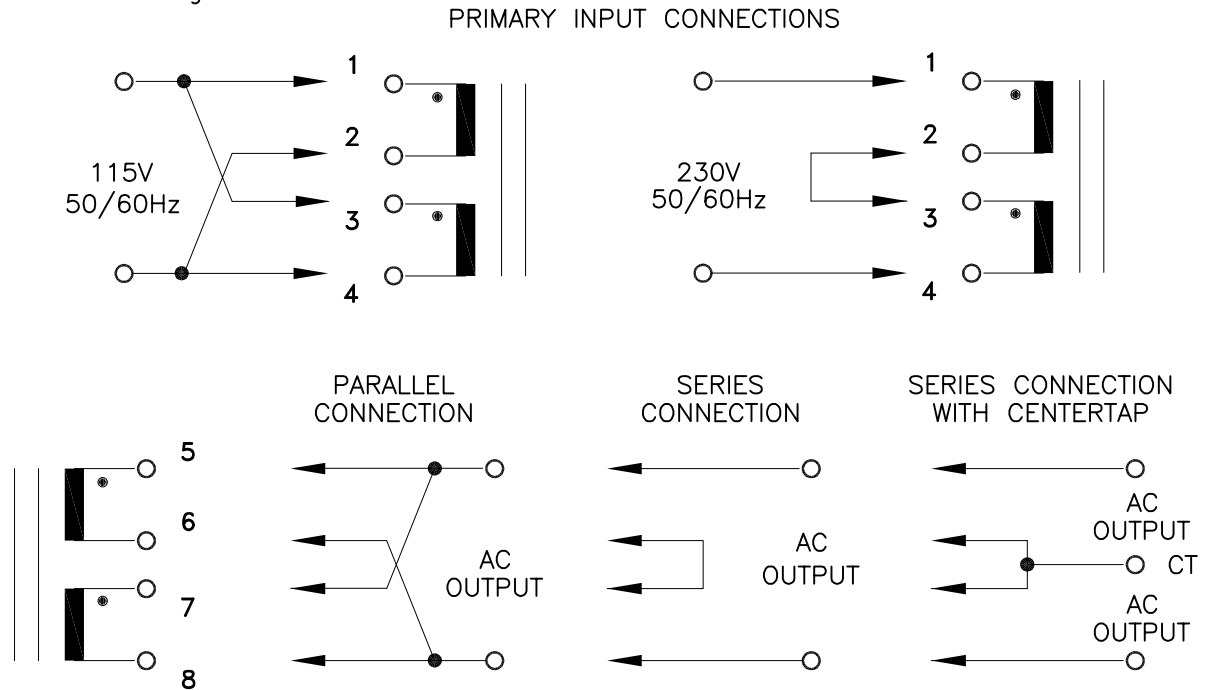 PRIMARY INPUT CONNECTIONS
1
2
3
4
115V
50/60Hz
1
2
3
4
230V
50/60Hz
PARALLEL
CONNECTION
SERIES
CONNECTION
SERIES CONNECTION
WITH CENTERTAP
5
6
7
8
AC
OUTPUT
AC
OUTPUT
AC
OUTPUT
CT
AC
OUTPUT